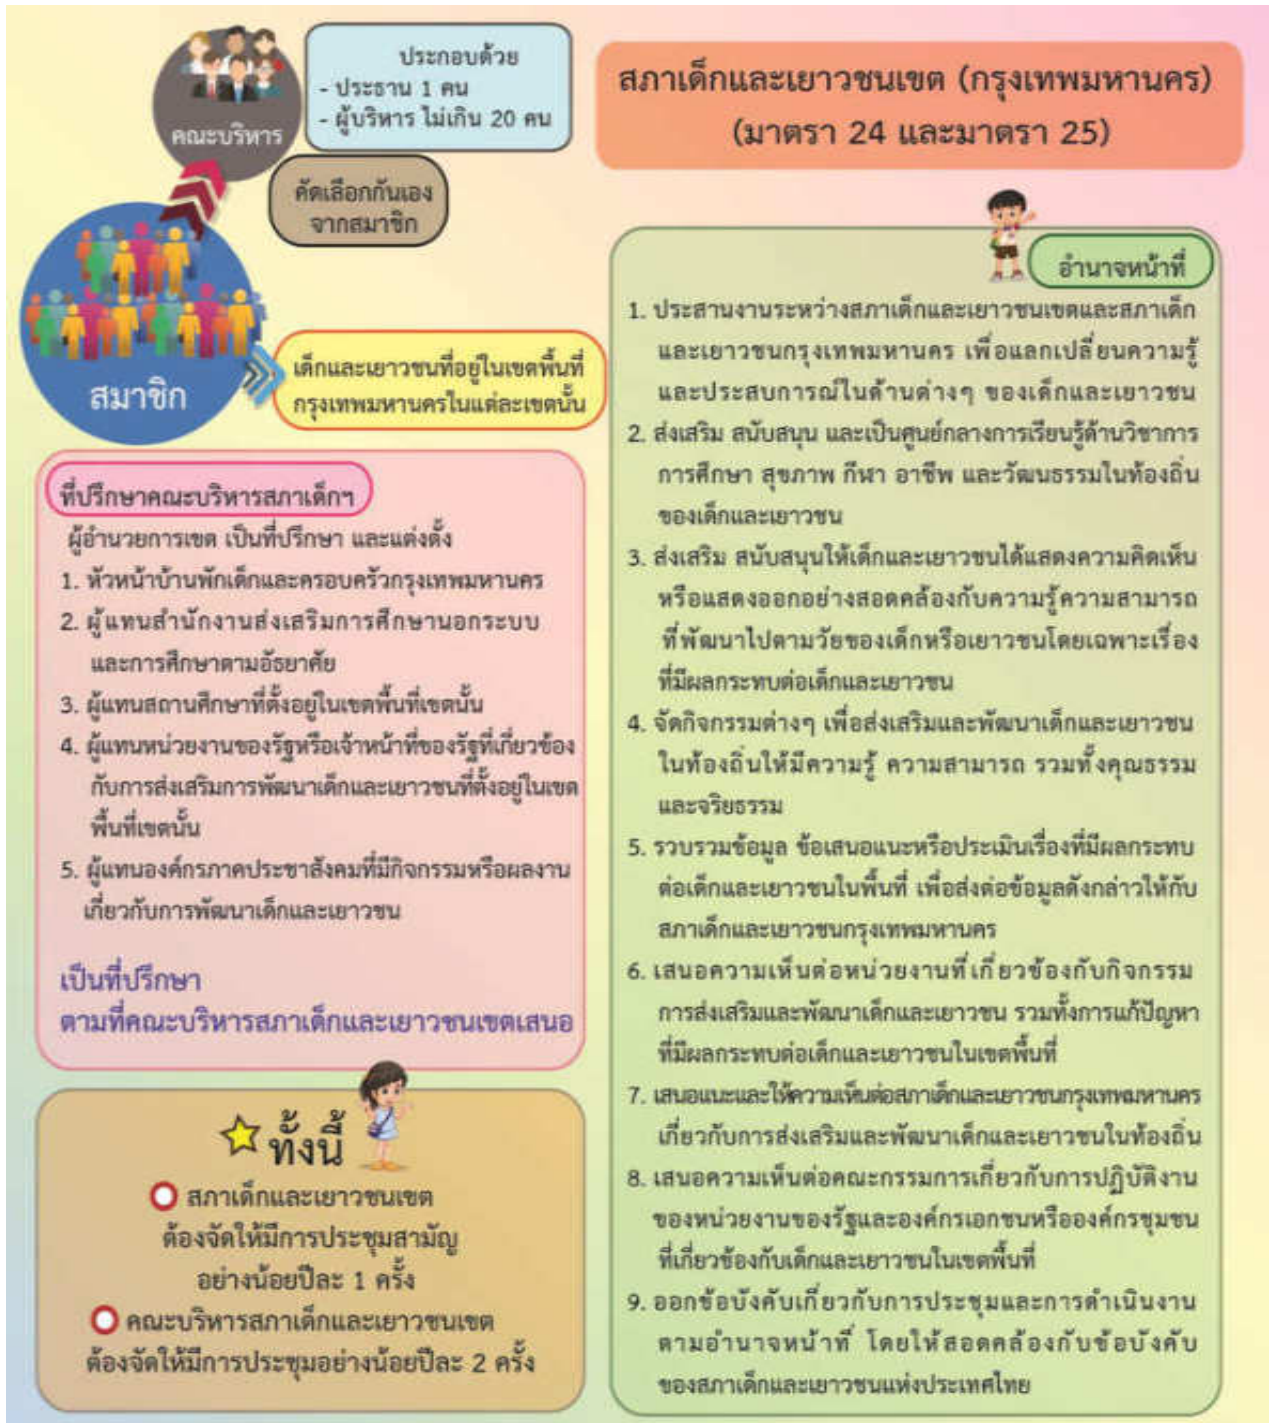 ประกอบด้วย
- ประธาน 1 คน
- ผู้บริหาร ไม่เกิน 20 คน
คณะบริหาร
คัดเลือกกันเอง
จากสมาชิก
สมาชิก
เด็กและเยาวชนที่อยู่ในเขตพื้นที่
กรุงเทพมหานครในแต่ละเขตนั้น
ที่ปรึกษาคณะบริหารสภาเด็กฯ
ผู้อำนวยการเขต เป็นที่ปรึกษา และแต่งตั้ง
1. หัวหน้าบ้านพักเด็กและครอบครัวกรุงเทพมหานคร
2. ผู้แทนสำนักงานส่งเสริมการศึกษานอกระบบ
และการศึกษาตามอัธยาศัย
3. ผู้แทนสถานศึกษาที่ตั้งอยู่ในเขตพื้นที่เขตนั้น
4. ผู้แทนหน่วยงานของรัฐหรือเจ้าหน้าที่ของรัฐที่เกี่ยวข้อง
กับการส่งเสริมการพัฒนาเด็กและเยาวชนที่ตั้งอยู่ในเขต
พื้นที่เขตนั้น
5. ผู้แทนองค์กรภาคประชาสังคมที่มีกิจกรรมหรือผลงาน
เกี่ยวกับการพัฒนาเด็กและเยาวชน
เป็นที่ปรึกษา
ตามที่คณะบริหารสภาเด็กและเยาวชนเขตเสนอ
ทั้งนี้
สภาเด็กและเยาวชนเขต
ต้องจัดให้มีการประชุมสามัญ
อย่างน้อยปีละ 1 ครั้ง
คณะบริหารสภาเด็กและเยาวชนเขต
ต้องจัดให้มีการประชุมอย่างน้อยปีละ 2 ครั้ง
สภาเด็กและเยาวชนเขต (กรุงเทพมหานคร)
(มาตรา 24 และมาตรา 25)
อำนาจหน้าที่
1. ประสานงานระหว่างสภาเด็กและเยาวชนเขตและสภาเด็ก
และเยาวชนกรุงเทพมหานคร เพื่อแลกเปลี่ยนความรู้
และประสบการณ์ในด้านต่างๆ ของเด็กและเยาวชน
2. ส่งเสริม สนับสนุน และเป็นศูนย์กลางการเรียนรู้ด้านวิชาการ
การศึกษา สุขภาพ กีฬา อาชีพ และวัฒนธรรมในท้องถิ่น
ของเด็กและเยาวชน
3. ส่งเสริม สนับสนุนให้เด็กและเยาวชนได้แสดงความคิดเห็น
หรือแสดงออกอย่างสอดคล้องกับความรู้ความสามารถ
ที่พัฒนาไปตามวัยของเด็กหรือเยาวชนโดยเฉพาะเรื่อง
ที่มีผลกระทบต่อเด็กและเยาวชน
4. จัดกิจกรรมต่างๆ เพื่อส่งเสริมและพัฒนาเด็กและเยาวชน
ในท้องถิ่นให้มีความรู้ ความสามารถ รวมทั้งคุณธรรม
และจริยธรรม
5. รวบรวมข้อมูล ข้อเสนอแนะหรือประเมินเรื่องที่มีผลกระทบ
ต่อเด็กและเยาวชนในพื้นที่ เพื่อส่งต่อข้อมูลดังกล่าวให้กับ
สภาเด็กและเยาวชนกรุงเทพมหานคร
6. เสนอความเห็นต่อหน่วยงานที่เกี่ยวข้องกับกิจกรรม
การส่งเสริมและพัฒนาเด็กและเยาวชน รวมทั้งการแก้ปัญหา
ที่มีผลกระทบต่อเด็กและเยาวชนในเขตพื้นที่
7. เสนอแนะและให้ความเห็นต่อสภาเด็กและเยาวชนกรุงเทพมหานคร
เกี่ยวกับการส่งเสริมและพัฒนาเด็กและเยาวชนในท้องถิ่น
8. เสนอความเห็นต่อคณะกรรมการเกี่ยวกับการปฏิบัติงาน
ของหน่วยงานของรัฐและองค์กรเอกชนหรือองค์กรชุมชน
ที่เกี่ยวข้องกับเด็กและเยาวชนในเขตพื้นที่
9. ออกข้อบังคับเกี่ยวกับการประชุมและการดำเนินงาน
ตามอำนาจหน้าที่ โดยให้สอดคล้องกับข้อบังคับ
ของสภาเด็กและเยาวชนแห่งประเทศไทย